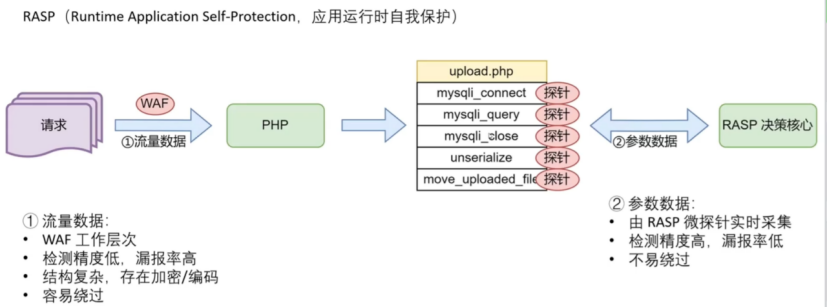 RASP（Runtime Application Self-Protection，应用运行时自我保护）
请求
WAF
①流量数据
PHP
upload.php
mysqli_connect 探针
mysqli_query 探针
mysqli_close 探针
unserialize 探针
move_uploaded_file 探针
②参数数据
RASP 决策核心
① 流量数据：
• WAF 工作层次
• 检测精度低，漏报率高
• 结构复杂，存在加密/编码
• 容易绕过
② 参数数据：
• 由 RASP 微探针实时采集
• 检测精度高，漏报率低
• 不易绕过